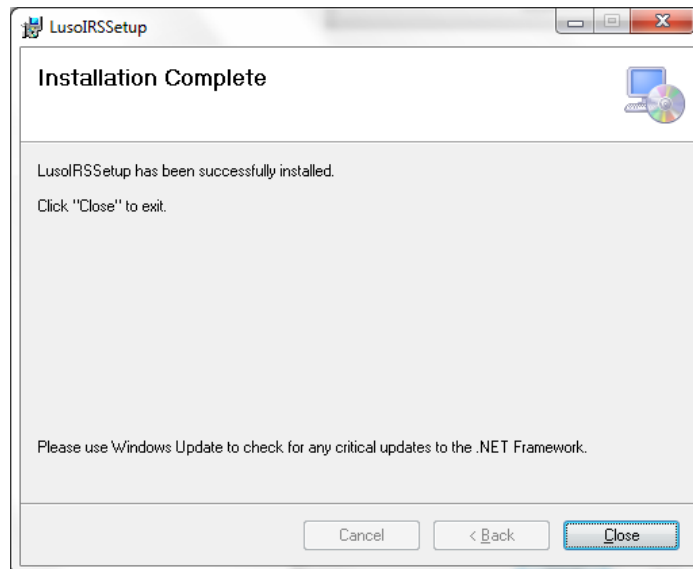 LusoIRSSetup
Installation Complete
LusoIRSSetup has been successfully installed.
Click "Close" to exit.
Please use Windows Update to check for any critical updates to the .NET Framework.
Cancel
< Back
Close